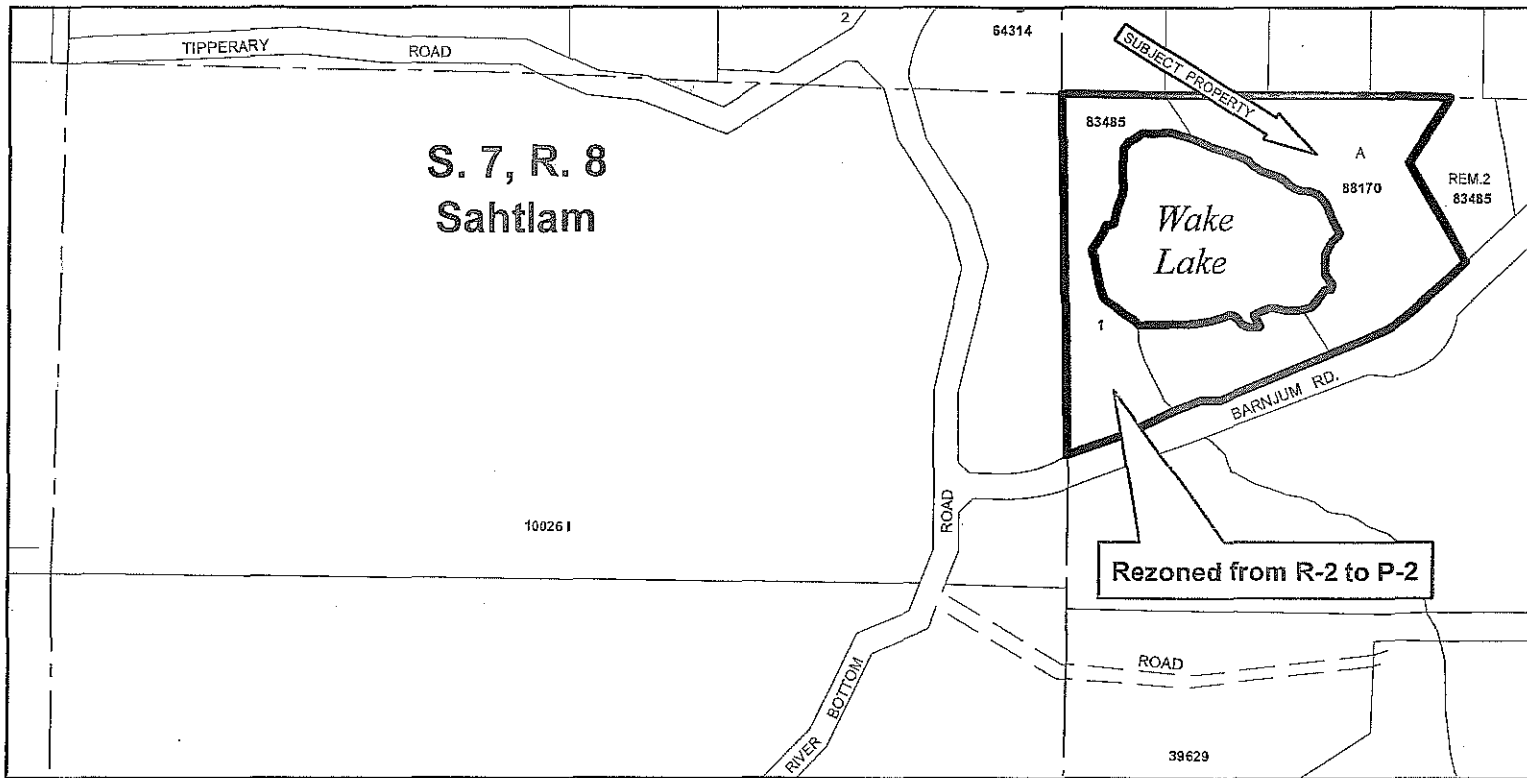 2
64314
TIPPERARY ROAD
SUBJECT PROPERTY
83485
S. 7, R. 8
Sahtlam
A
88170
REM.2
83485
Wake
Lake
1
BARNJUM RD.
ROAD
100261
Rezoned from R-2 to P-2
ROAD
RIVER BOTTOM
39629